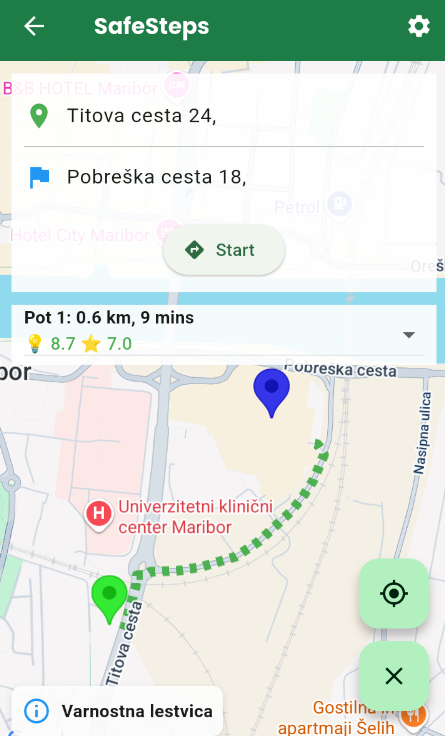 SafeSteps
B&B HOTEL Maribor
Titova cesta 24,
Pobreška cesta 18,
Petrol
Hotel City Maribor
Start
Oreš
Pot 1: 0.6 km, 9 mins
8.7 7.0
bor
Pobreška cesta
Nasipna ulica
H
Univerzitetni klinični
center Maribor
Titova cesta
Varnostna lestvica
Gostilna in
apartmaji Šelih